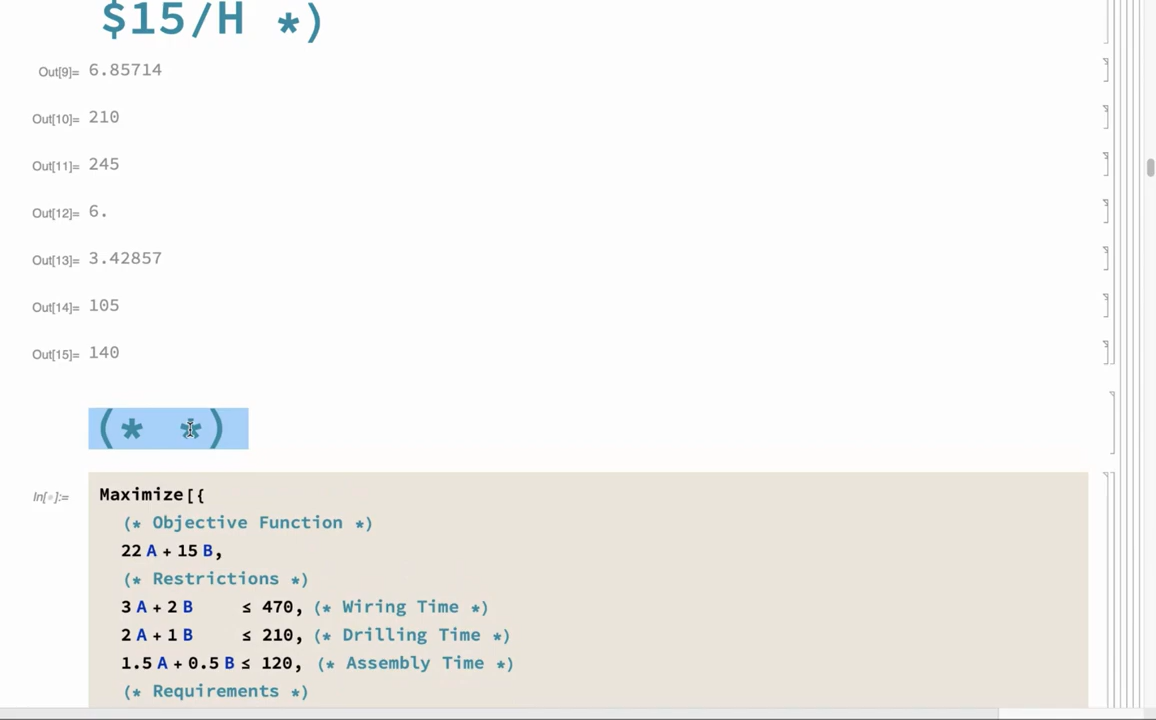 $15/H *)
Out[9]= 6.85714
Out[10]= 210
Out[11]= 245
Out[12]= 6.
Out[13]= 3.42857
Out[14]= 105
Out[15]= 140
(*  *)
In[◦]:= Maximize[{
(* Objective Function *)
22 A + 15 B,
(* Restrictions *)
3 A + 2 B ≤ 470, (* Wiring Time *)
2 A + 1 B ≤ 210, (* Drilling Time *)
1.5 A + 0.5 B ≤ 120, (* Assembly Time *)
(* Requirements *)